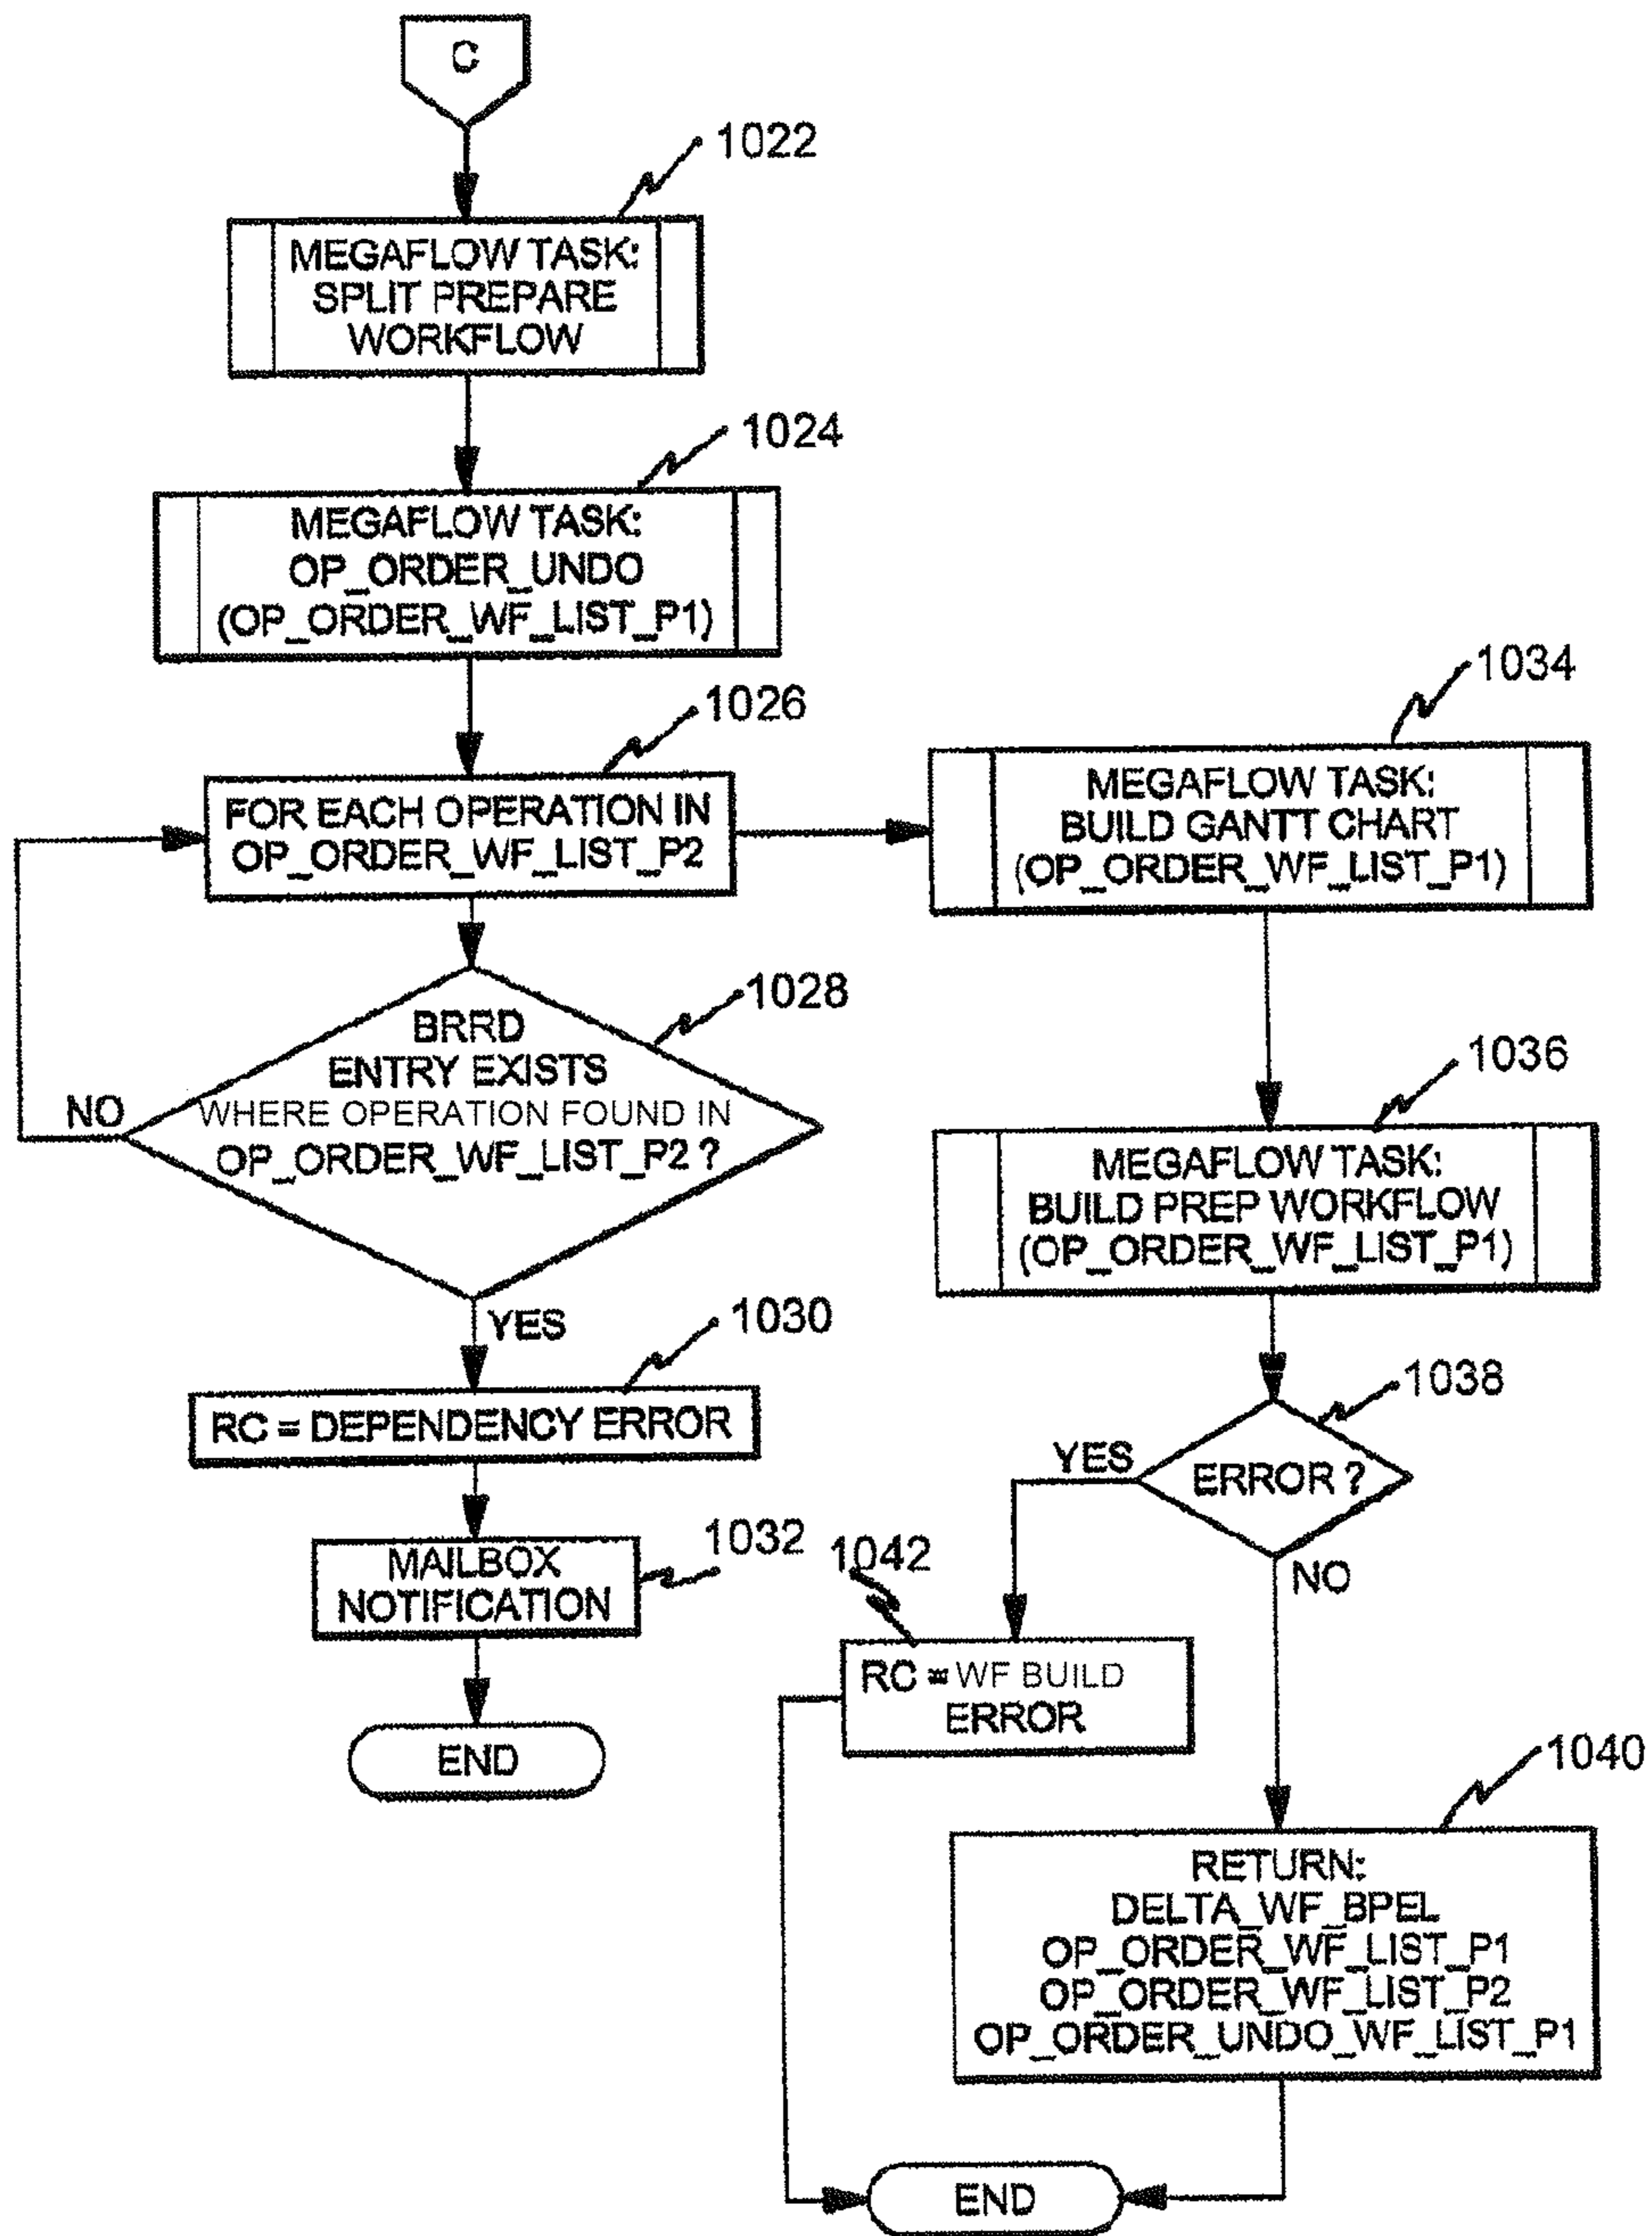 C
1022
MEGAFLOW TASK:
SPLIT PREPARE
WORKFLOW
1024
MEGAFLOW TASK:
OP_ORDER_UNDO
(OP_ORDER_WF_LIST_P1)
1026
FOR EACH OPERATION IN
OP_ORDER_WF_LIST_P2
1028
BRRD
ENTRY EXISTS
WHERE OPERATION FOUND IN
OP_ORDER_WF_LIST_P2 ?
NO
YES
1030
RC = DEPENDENCY ERROR
1032
MAILBOX
NOTIFICATION
END
1034
MEGAFLOW TASK:
BUILD GANTT CHART
(OP_ORDER_WF_LIST_P1)
1036
MEGAFLOW TASK:
BUILD PREP WORKFLOW
(OP_ORDER_WF_LIST_P1)
1038
ERROR ?
YES
NO
1042
RC = WF BUILD
ERROR
1040
RETURN:
DELTA_WF_BPEL
OP_ORDER_WF_LIST_P1
OP_ORDER_WF_LIST_P2
OP_ORDER_UNDO_WF_LIST_P1
END